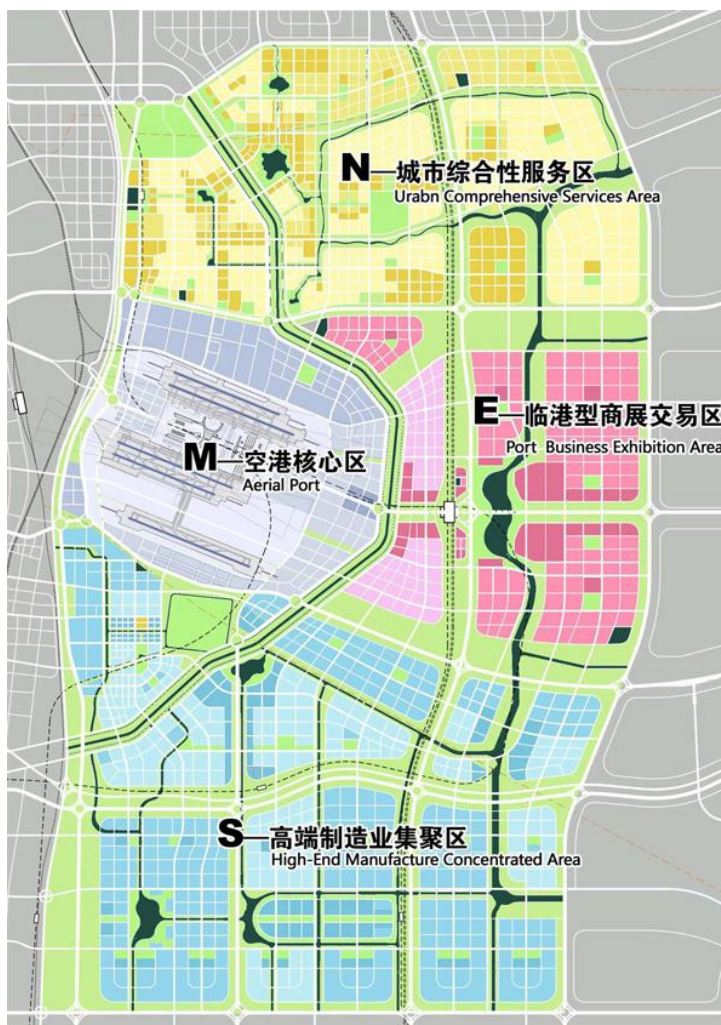 N—城市综合性服务区
Urabn Comprehensive Services Area
E—临港型商展交易区
Port Business Exhibition Area
M—空港核心区
Aerial Port
S—高端制造业集聚区
High-End Manufacture Concentrated Area